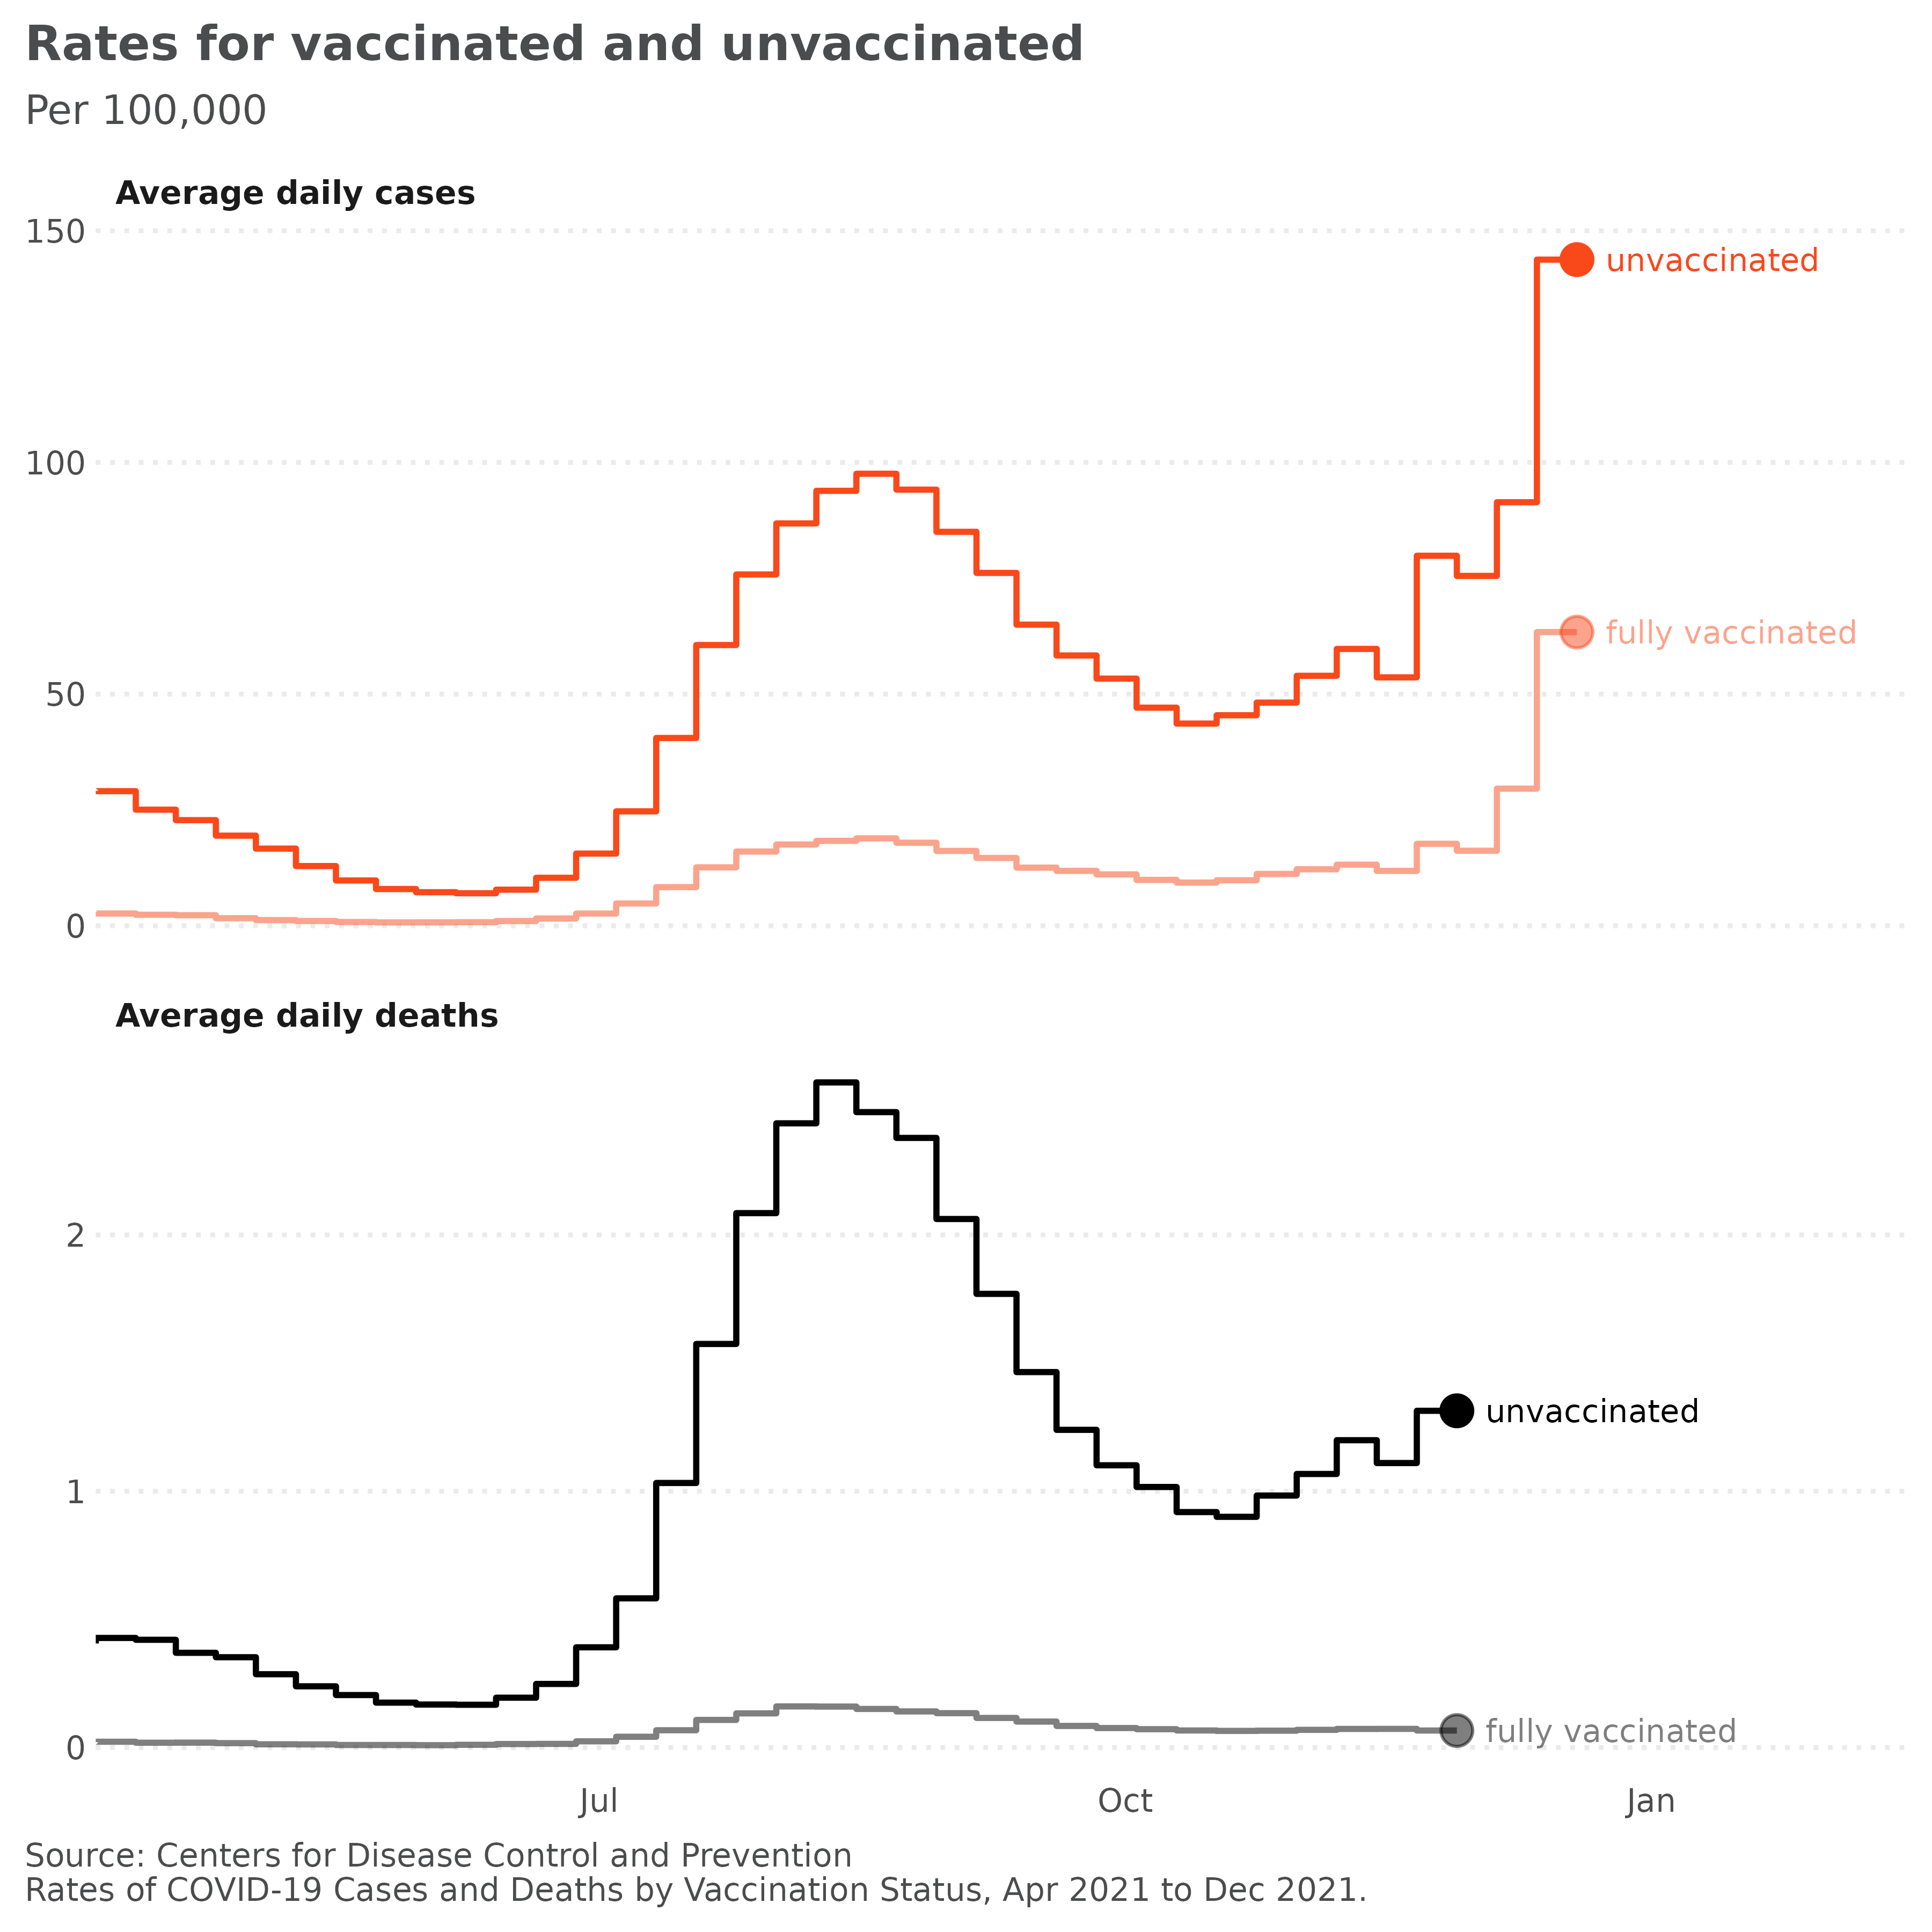 Rates for vaccinated and unvaccinated
Per 100,000
Average daily cases
150
unvaccinated
100
50
fully vaccinated
0
Average daily deaths
2
unvaccinated
1
fully vaccinated
0
Jul Oct Jan
Source: Centers for Disease Control and Prevention
Rates of COVID-19 Cases and Deaths by Vaccination Status, Apr 2021 to Dec 2021.